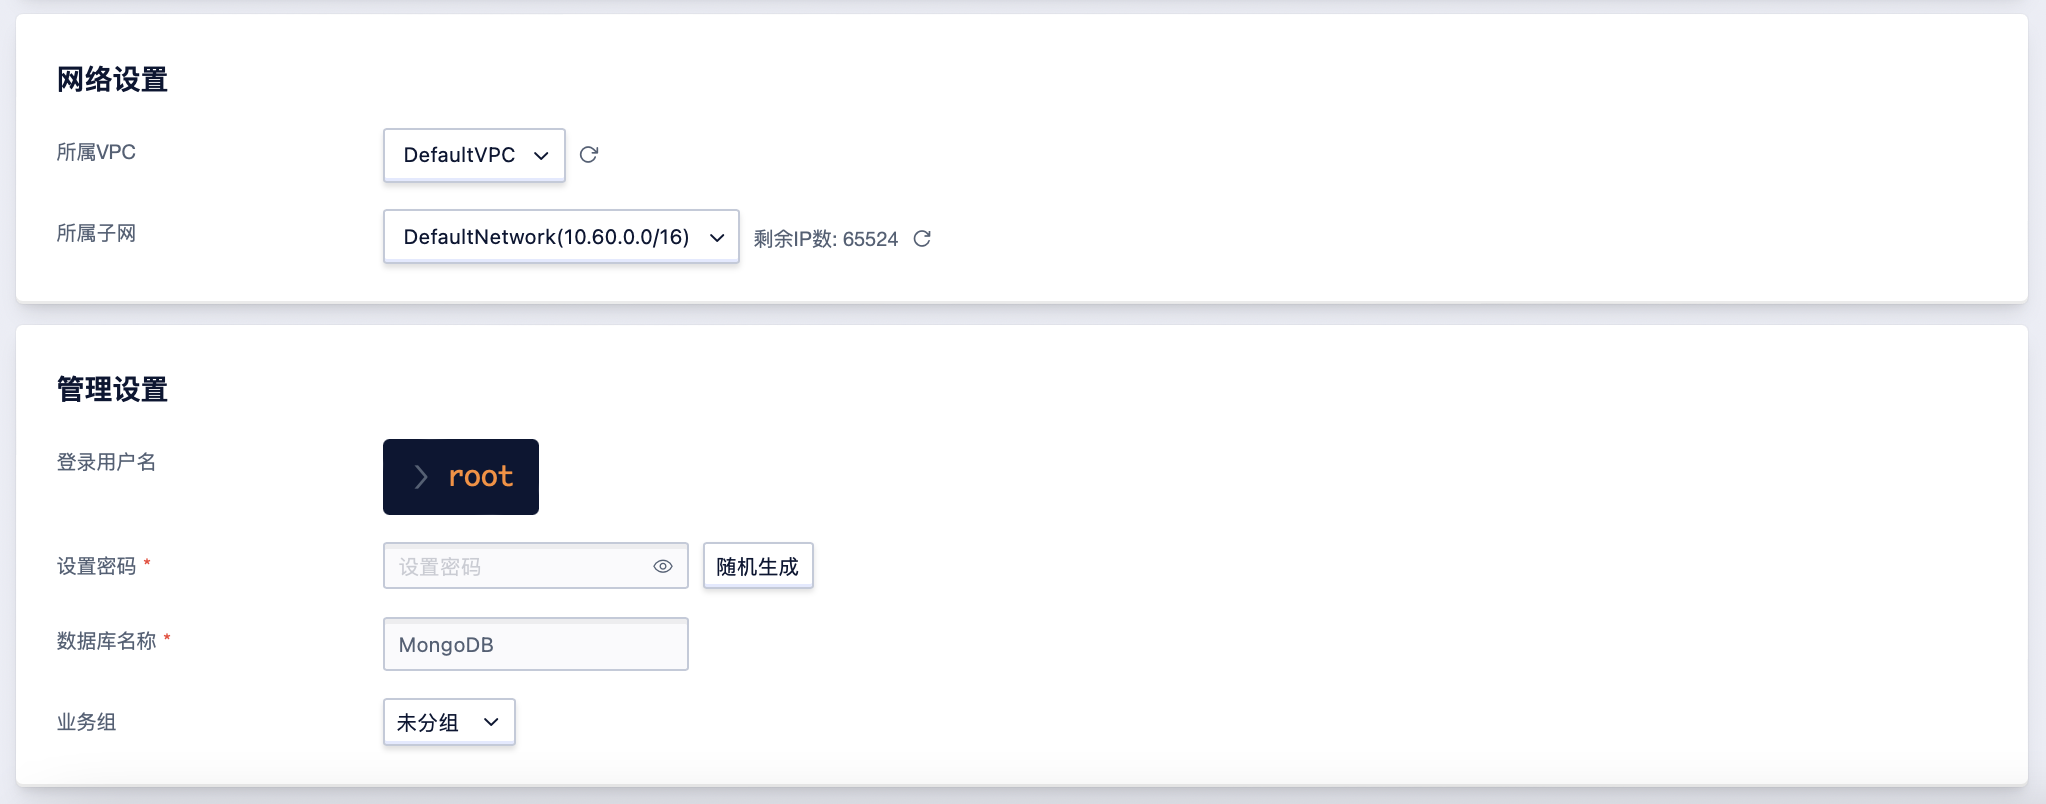 网络设置
所属VPC
DefaultVPC
所属子网
DefaultNetwork(10.60.0.0/16) 剩余IP数: 65524
管理设置
登录用户名
root
设置密码 *
设置密码 随机生成
数据库名称 *
MongoDB
业务组
未分组